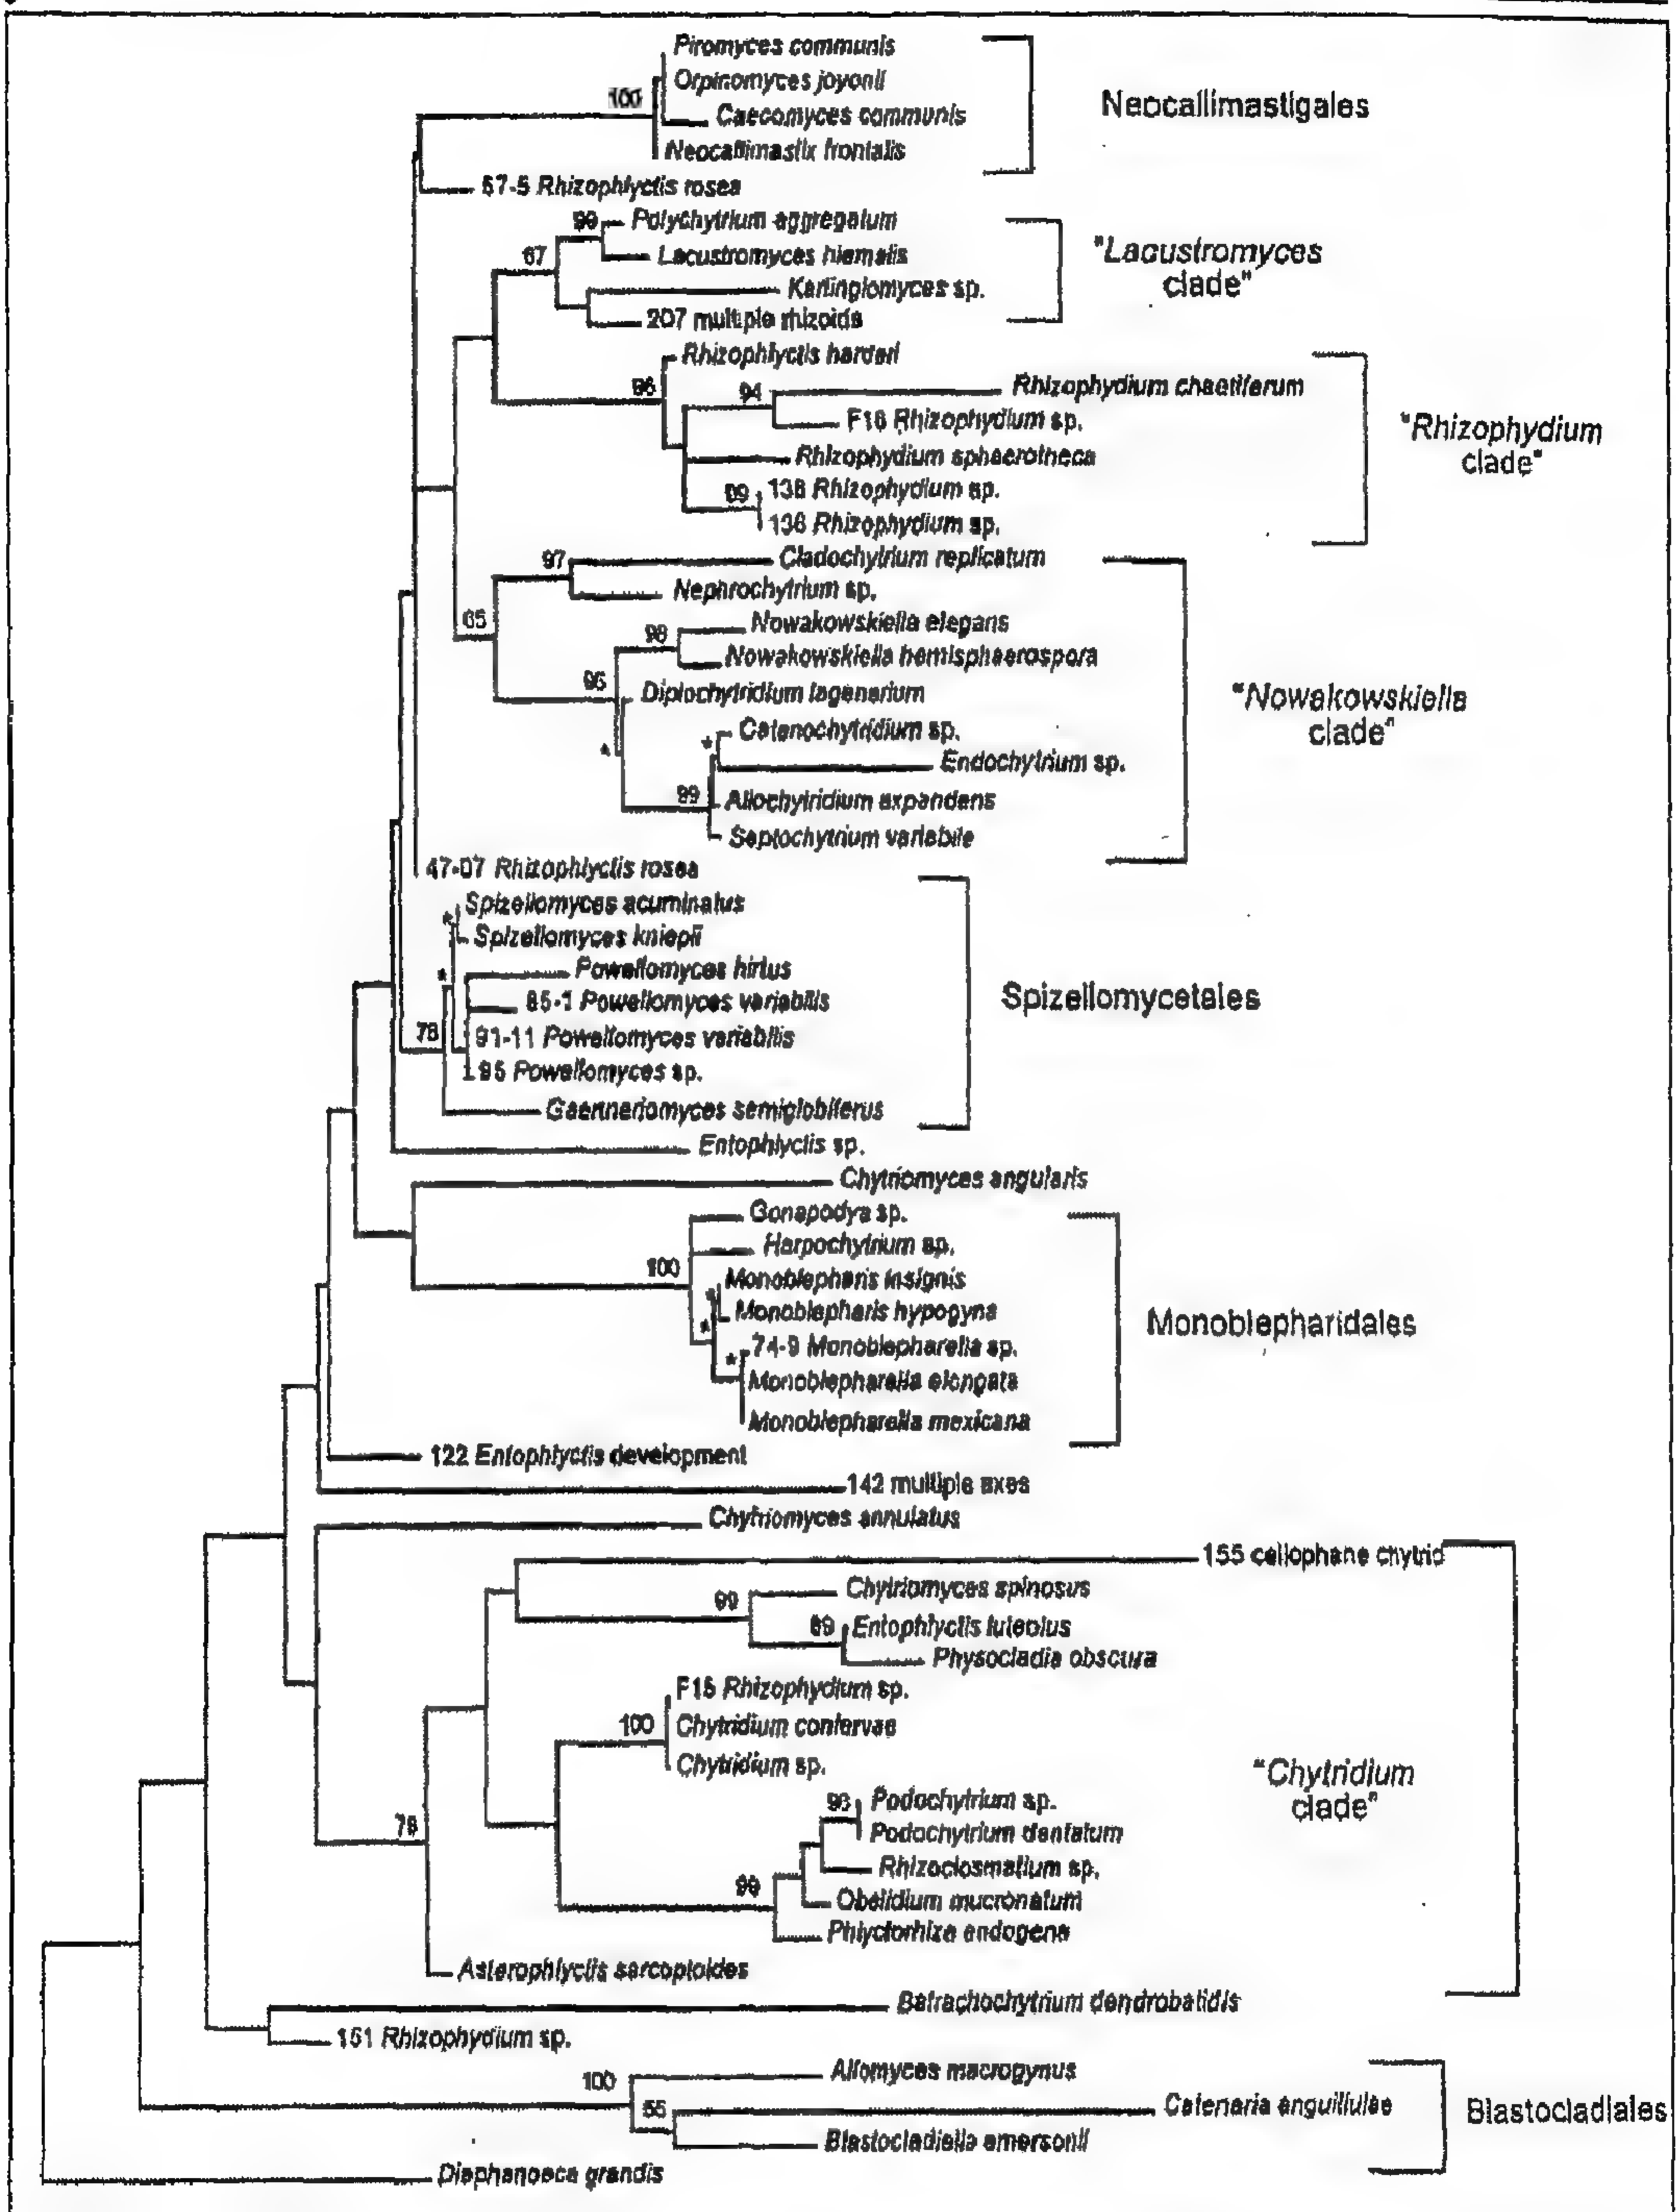 Piromyces communis
Orpinomyces joyonii
100
Caecomyces communis
Neocallimastix frontalis
Neocallimastigales
57-5 Rhizophlyctis rosea
99
Polychytrium aggregatum
67
Lacustromyces hiemalis
Karlingiomyces sp.
207 multiple rhizoids
"Lacustromyces
clade"
Rhizophlyctis harderi
96
94
Rhizophydium chaetiferum
F16 Rhizophydium sp.
Rhizophydium sphaerotheca
99
136 Rhizophydium sp.
"Rhizophydium
clade"
97
Cladochytrium replicatum
Nephrochytrium sp.
65
Nowakowskiella elegans
98
Nowakowskiella hemisphaerospora
96
Diplochytridium lagenarium
*
*
Catenochytridium sp.
Endochytrium sp.
99
Allochytridium expandens
Septochytrium variabile
"Nowakowskiella
clade"
47-07 Rhizophlyctis rosea
Spizellomyces acuminatus
*
Spizellomyces kniepii
*
Powellomyces hirtus
85-1 Powellomyces variabilis
78
91-11 Powellomyces variabilis
95 Powellomyces sp.
Gaertneriomyces semiglobiferus
Spizellomycetales
Entophlyctis sp.
Chytriomyces angularis
Gonapodya sp.
Harpochytrium sp.
100
Monoblepharis insignis
*
Monoblepharis hypogyna
*
74-9 Monoblepharella sp.
*
Monoblepharella elongata
Monoblepharella mexicana
Monoblepharidales
122 Entophlyctis development
142 multiple axes
Chytriomyces annulatus
155 cellophane chytrid
Chytriomyces spinosus
99
89
Entophlyctis luteolus
Physocladia obscura
F15 Rhizophydium sp.
100
Chytridium confervae
Chytridium sp.
"Chytridium
clade"
Podochytrium sp.
78
Podochytrium dentatum
Rhizoclosmatium sp.
99
Obelidium mucronatum
Phlyctorhiza endogena
Asterophlyctis sarcoptoides
Batrachochytrium dendrobatidis
151 Rhizophydium sp.
100
Allomyces macrogynus
55
Catenaria anguillulae
Blastocladiella emersonii
Blastocladiales
Diaphanoeca grandis